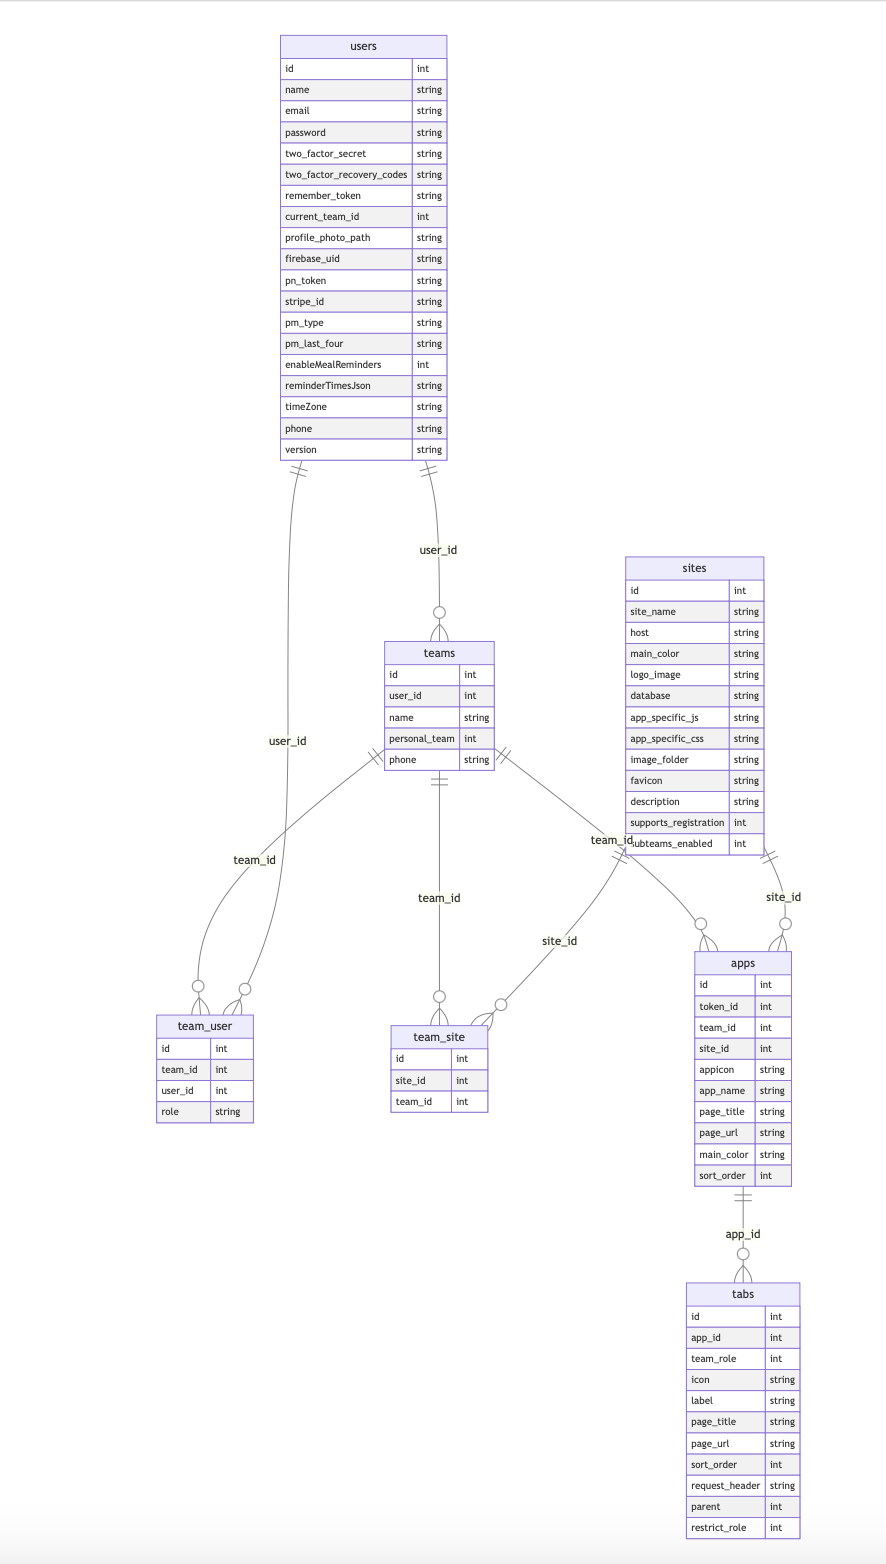 users
id int
name string
email string
password string
two_factor_secret string
two_factor_recovery_codes string
remember_token string
current_team_id int
profile_photo_path string
firebase_uid string
pn_token string
stripe_id string
pm_type string
pm_last_four string
enableMealReminders int
reminderTimesJson string
timeZone string
phone string
version string
user_id
user_id
teams
id int
user_id int
name string
personal_team int
phone string
sites
id int
site_name string
host string
main_color string
logo_image string
database string
app_specific_js string
app_specific_css string
image_folder string
favicon string
description string
supports_registration int
subteams_enabled int
team_id
team_id
team_id
site_id
site_id
team_user
id int
team_id int
user_id int
role string
team_site
id int
site_id int
team_id int
apps
id int
token_id int
team_id int
site_id int
appicon string
app_name string
page_title string
page_url string
main_color string
sort_order int
app_id
tabs
id int
app_id int
team_role int
icon string
label string
page_title string
page_url string
sort_order int
request_header string
parent int
restrict_role int